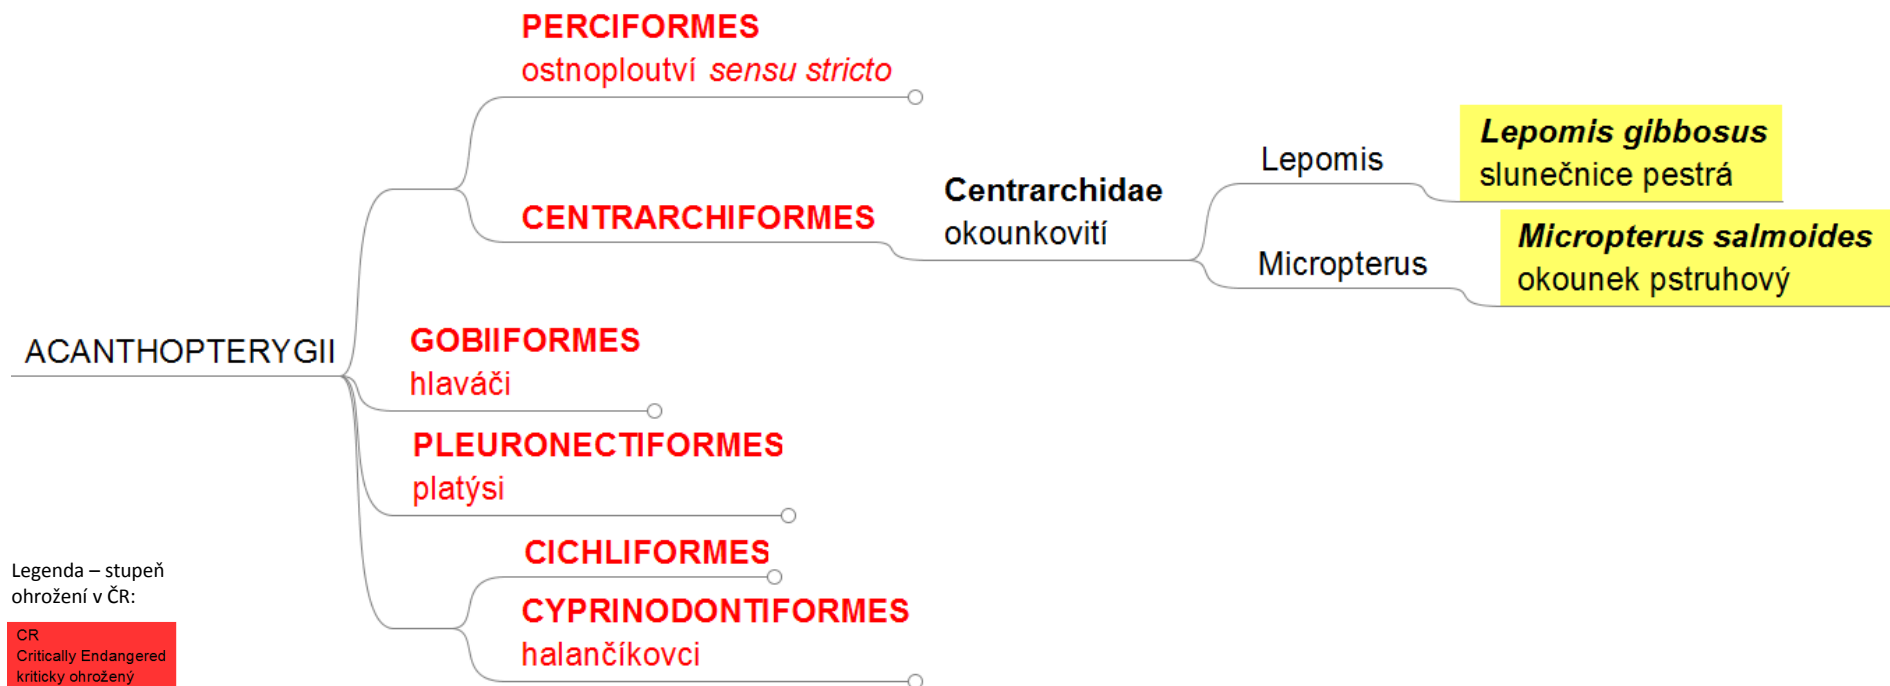 PERCIFORMES
ostnoploutví sensu stricto
CENTRARCHIFORMES
Centrarchidae
okounkovití
Lepomis
Lepomis gibbosus
slunečnice pestrá
Micropterus
Micropterus salmoides
okounek pstruhový
ACANTHOPTERYGII
GOBIIFORMES
hlaváči
PLEURONECTIFORMES
platýsi
CICHLIFORMES
CYPRINODONTIFORMES
halančíkovci
Legenda – stupeň
ohrožení v ČR:
CR
Critically Endangered
kriticky ohrožený